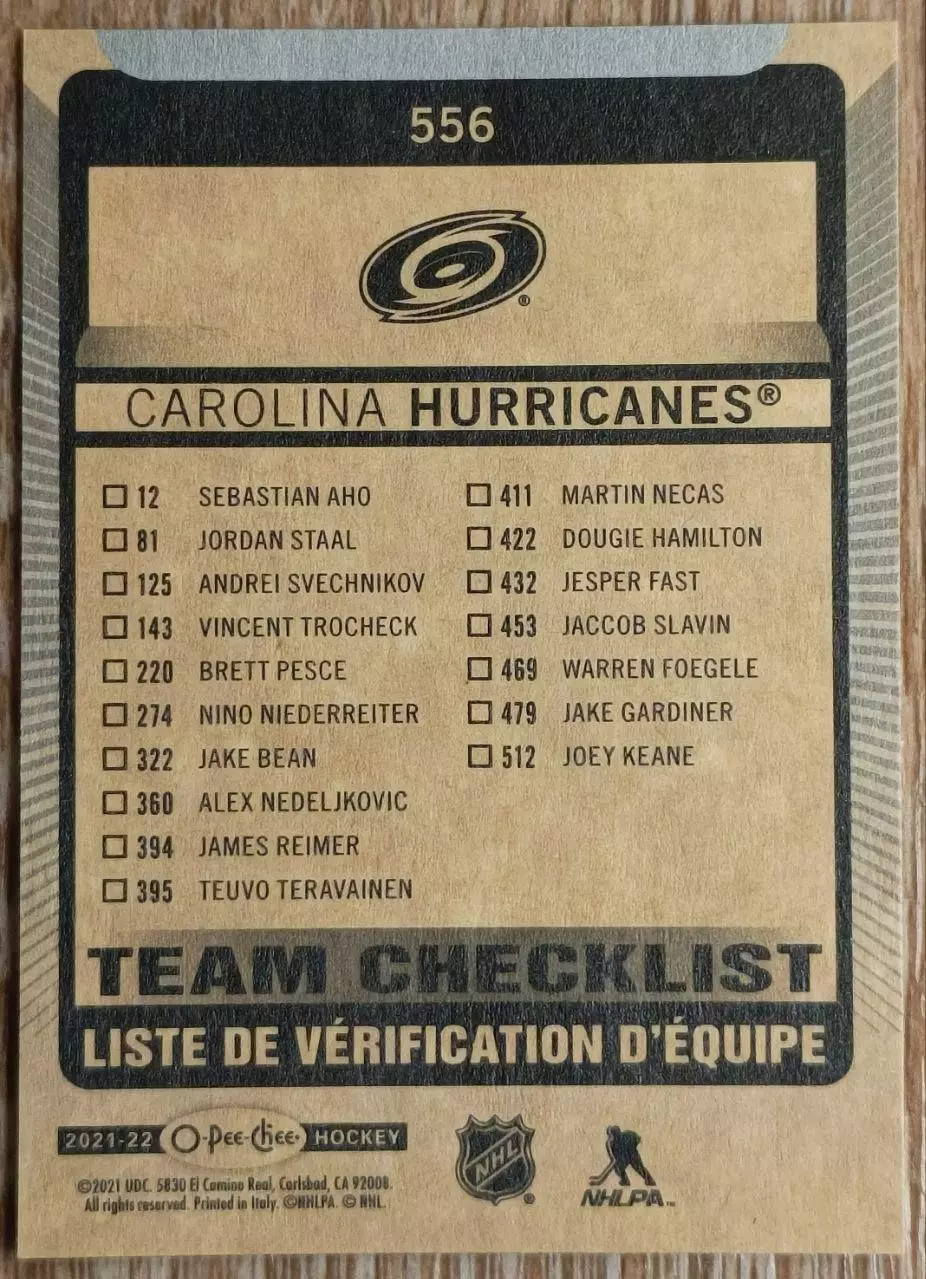 556
®
CAROLINA HURRICANES®
12 SEBASTIAN AHO
81 JORDAN STAAL
125 ANDREI SVECHNIKOV
143 VINCENT TROCHECK
220 BRETT PESCE
274 NINO NIEDERREITER
322 JAKE BEAN
360 ALEX NEDELJKOVIC
394 JAMES REIMER
395 TEUVO TERAVAINEN
411 MARTIN NECAS
422 DOUGIE HAMILTON
432 JESPER FAST
453 JACCOB SLAVIN
469 WARREN FOEGELE
479 JAKE GARDINER
512 JOEY KEANE
TEAM CHECKLIST
LISTE DE VÉRIFICATION D'ÉQUIPE
2021-22 O-Pee-Chee® HOCKEY
©2021 UDC. 5830 El Camino Real, Carlsbad, CA 92008.
All rights reserved. Printed in Italy. ©NHLPA. © NHL.
NHL®
NHLPA™